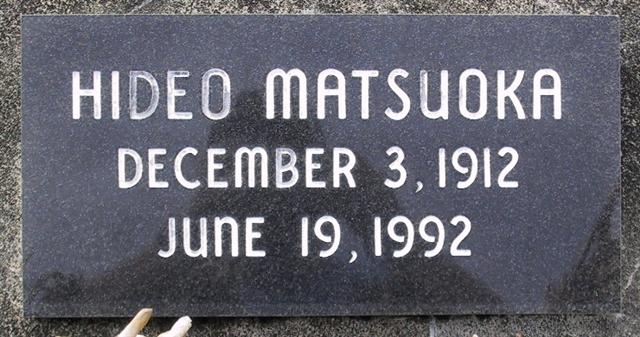 HIDEO MATSUOKA
DECEMBER 3, 1912
JUNE 19, 1992